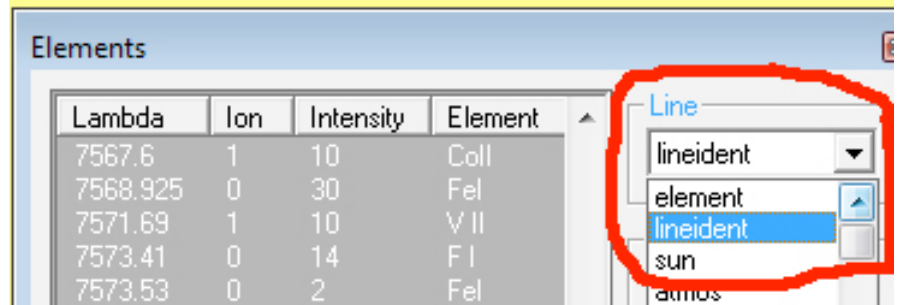 Elements
Lambda Ion Intensity Element
7567.6 1 10 CoII
7568.925 0 30 FeI
7571.69 1 10 V II
7573.41 0 14 F I
7573.53 0 2 FeI
Line
lineident
element
lineident
sun
atmos